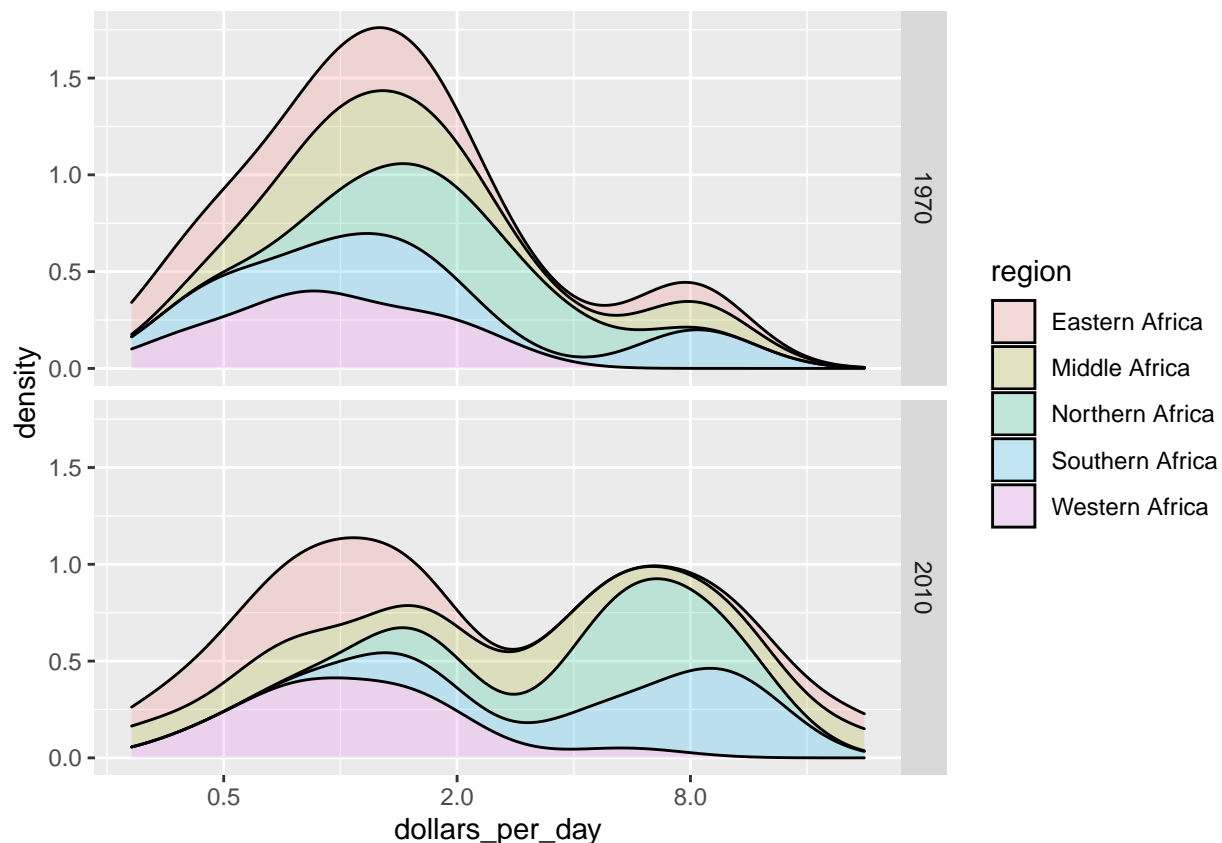 density
1.5
1.0
0.5
0.0
1970
1.5
1.0
0.5
0.0
2010
0.5 2.0 8.0
dollars_per_day
region
Eastern Africa
Middle Africa
Northern Africa
Southern Africa
Western Africa